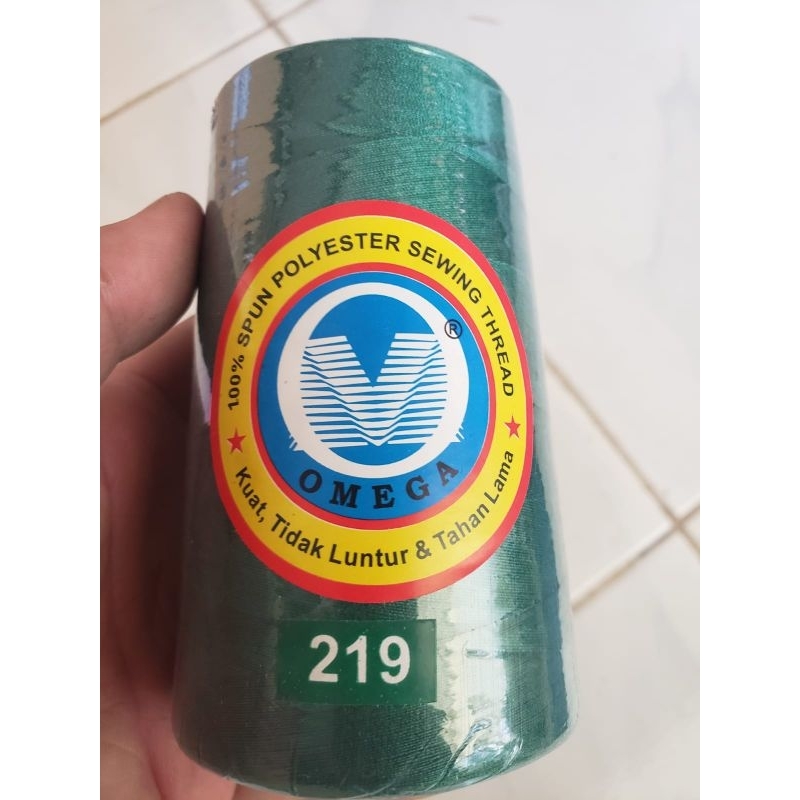 100% SPUN POLYESTER SEWING THREAD
®
OMEGA
Kuat, Tidak Luntur & Tahan Lama
219